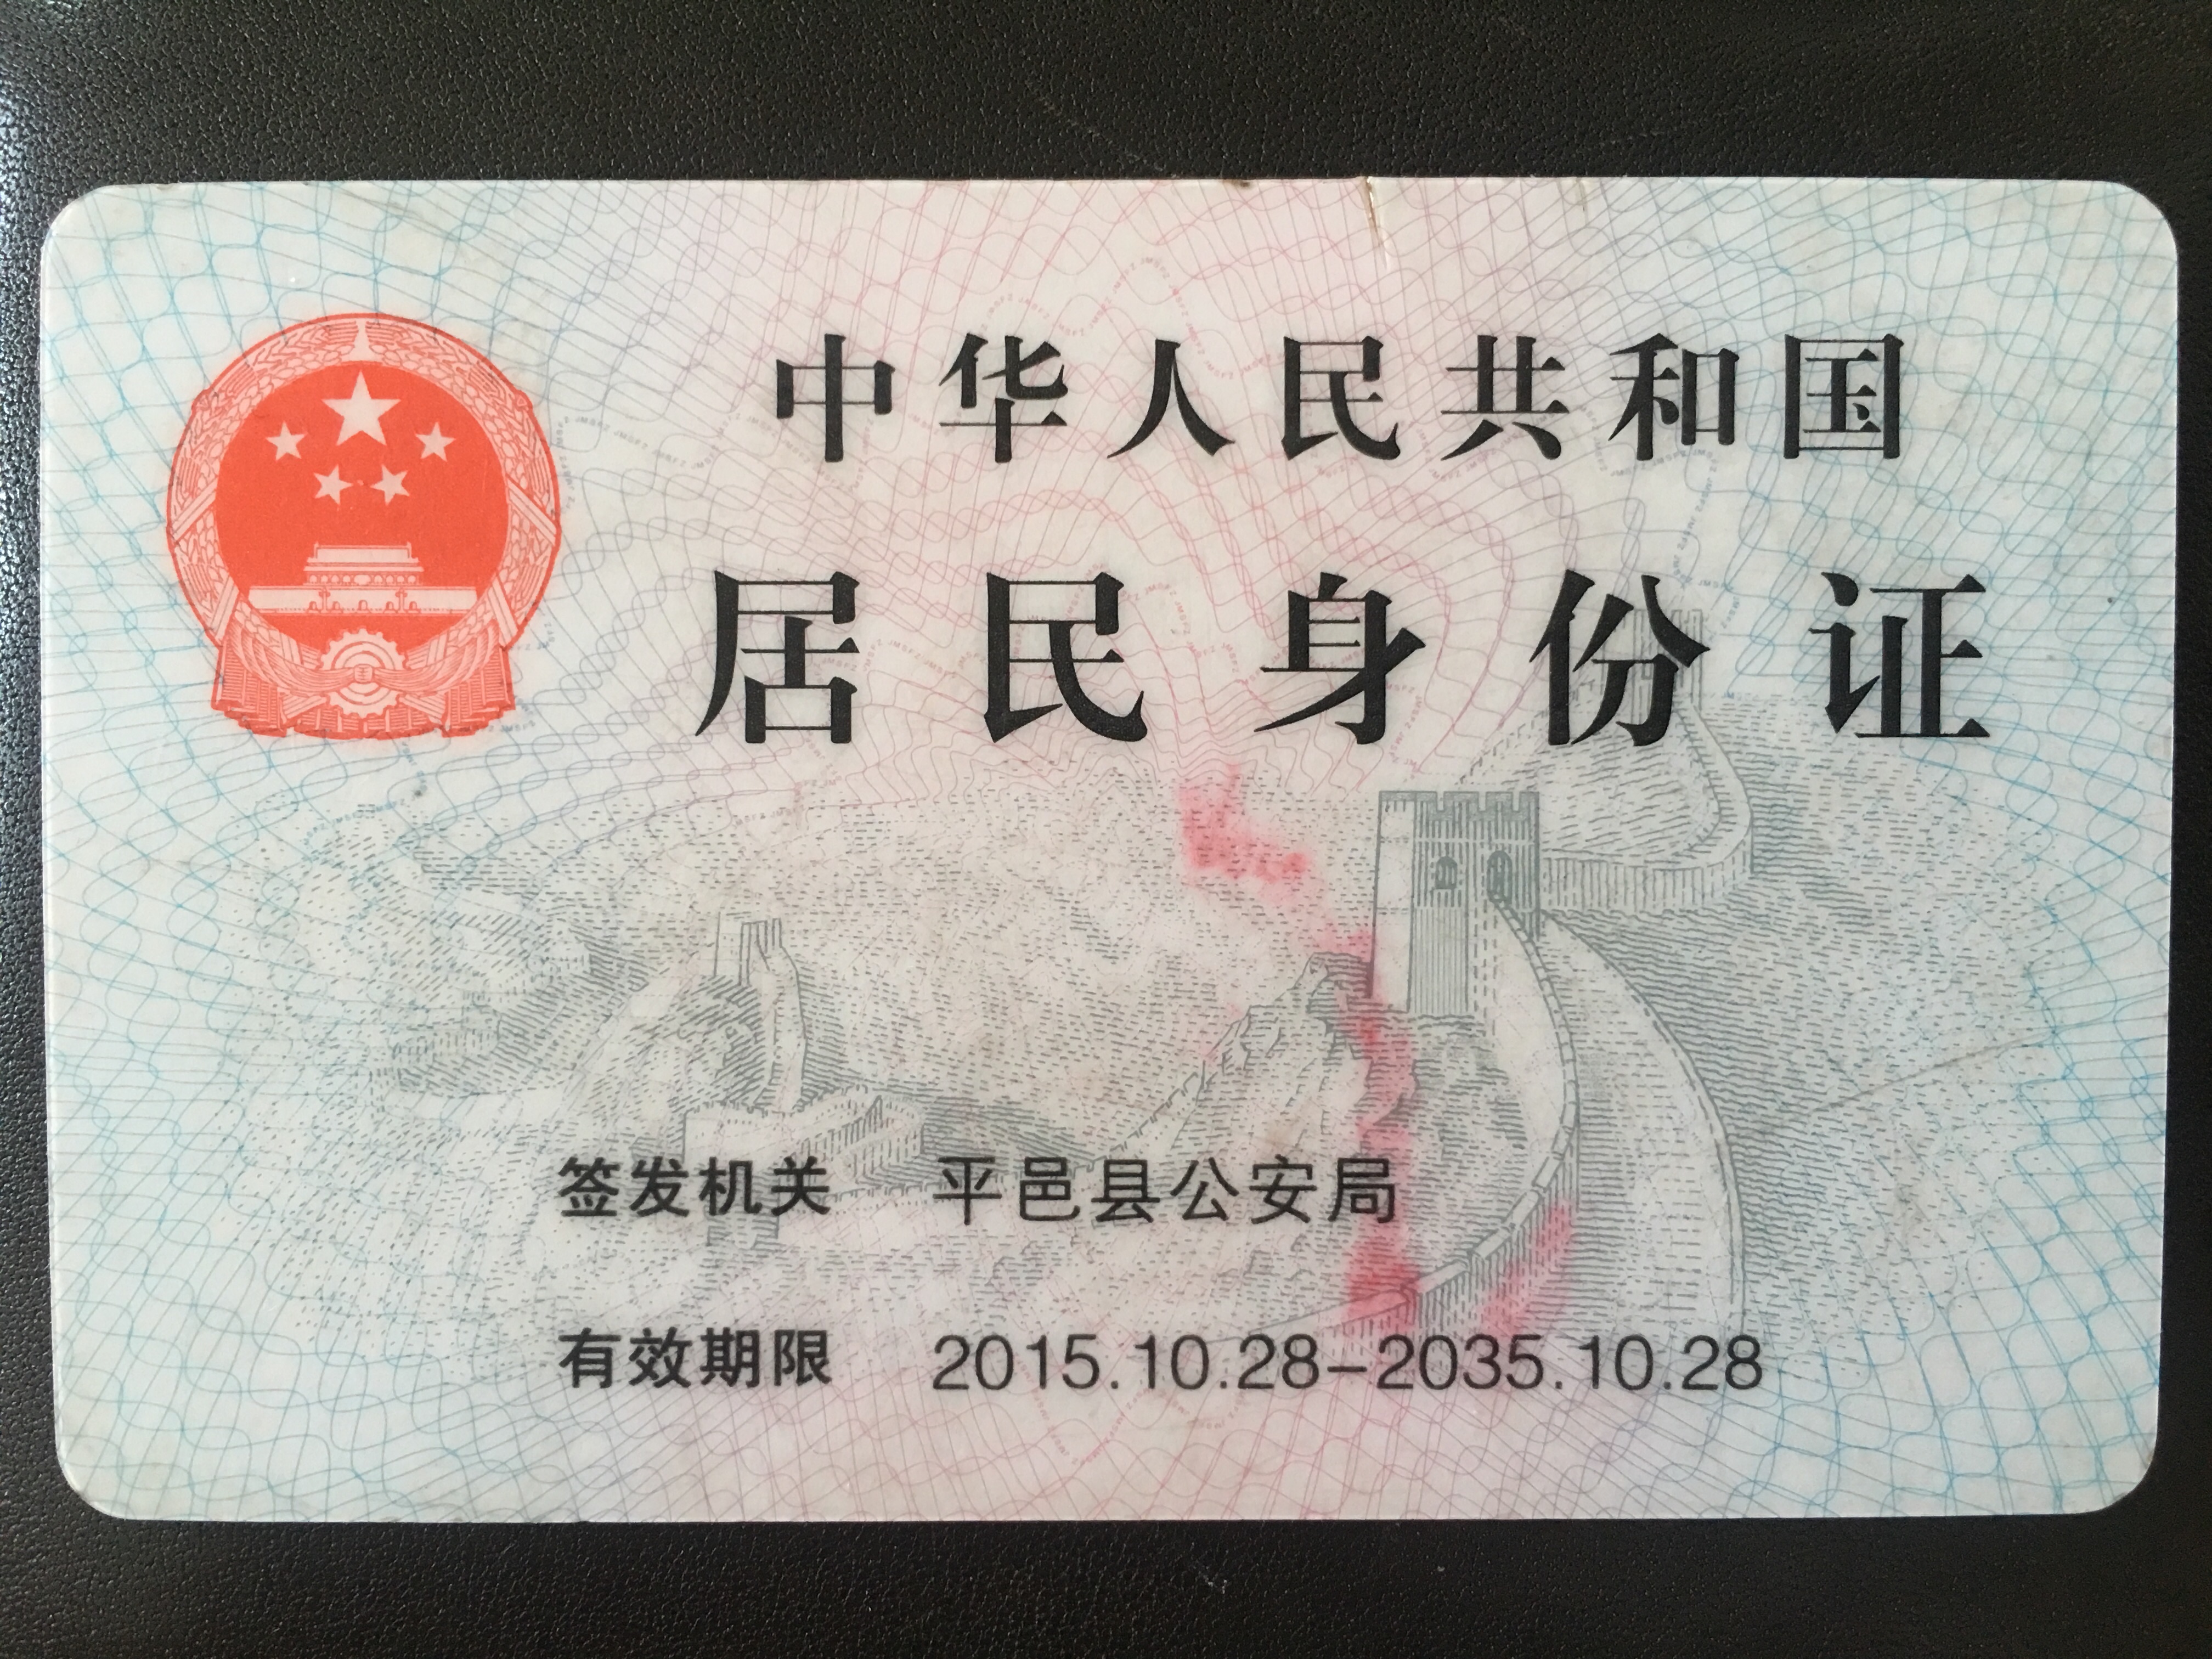 中华人民共和国
居民身份证
签发机关 平邑县公安局
有效期限 2015.10.28-2035.10.28